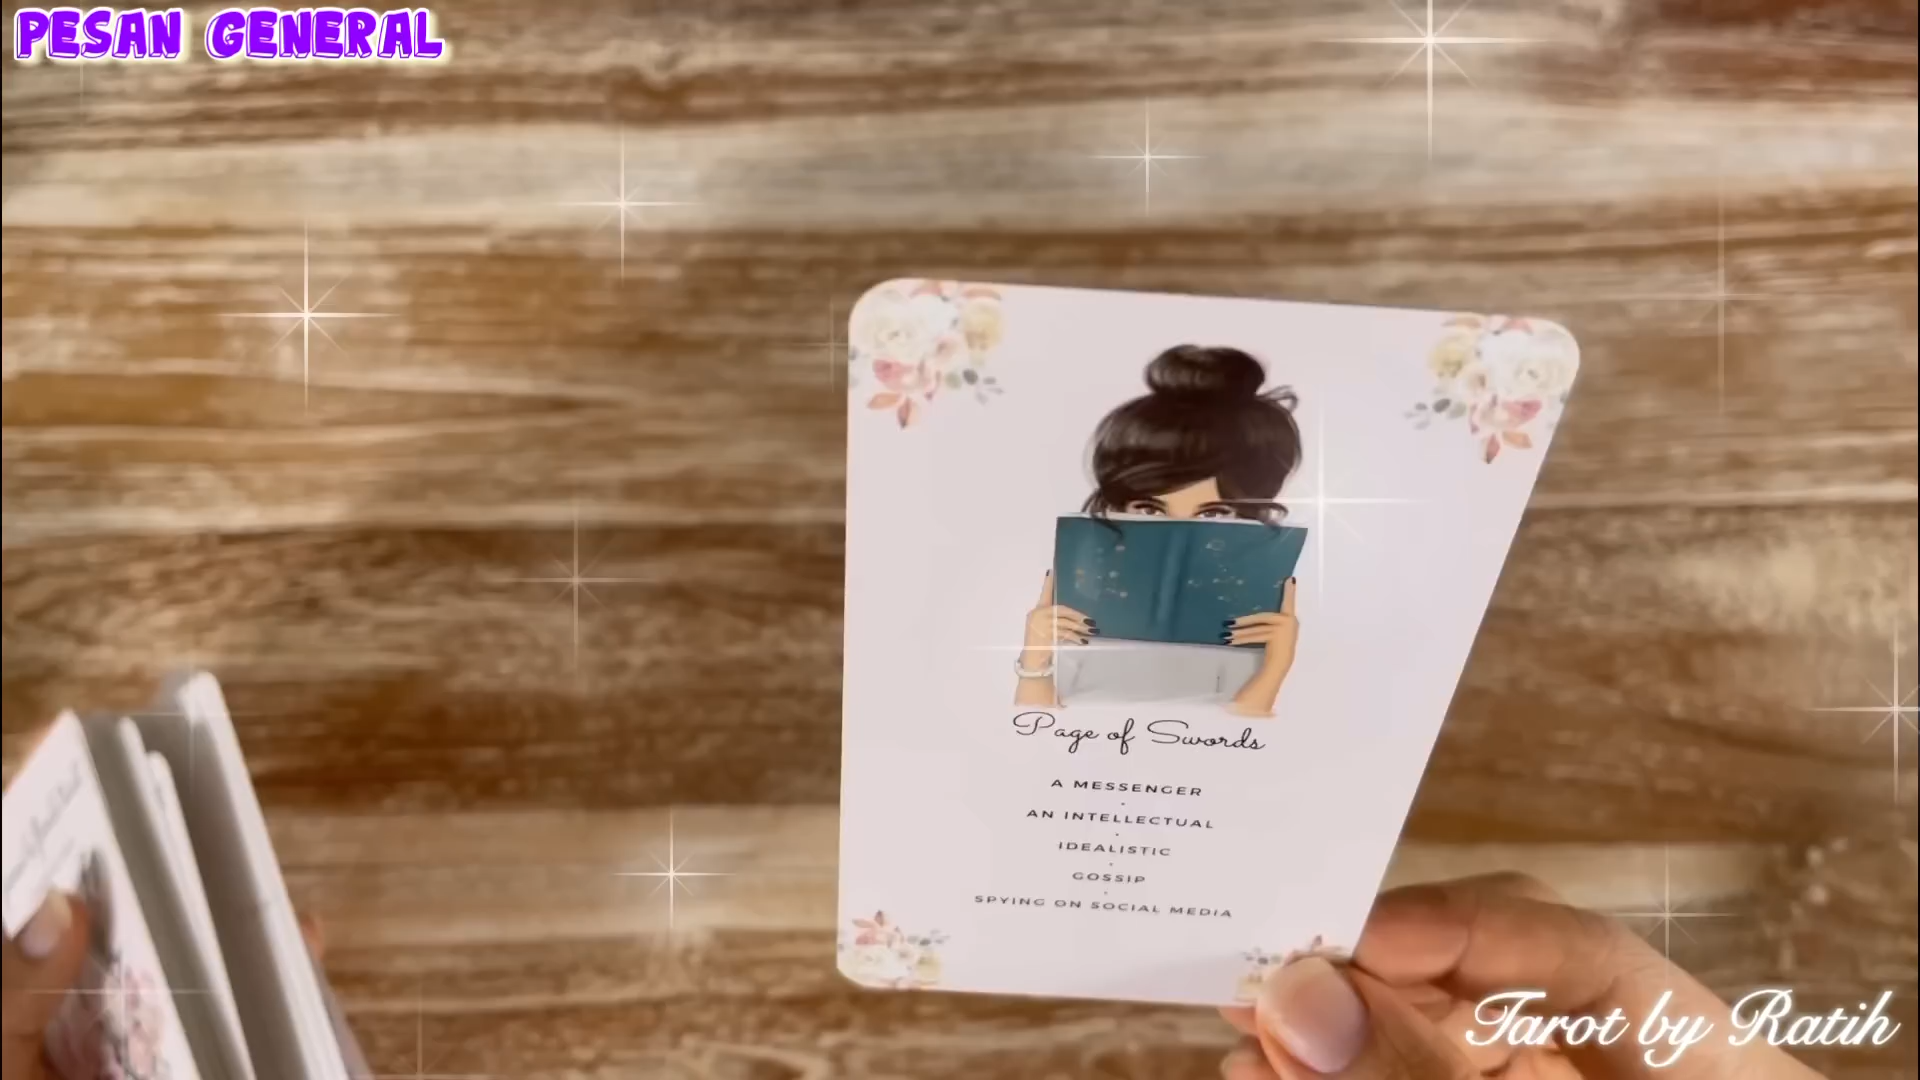 PESAN GENERAL
Page of Swords
A MESSENGER
AN INTELLECTUAL
IDEALISTIC
GOSSIP
SPYING ON SOCIAL MEDIA
Tarot by Ratih